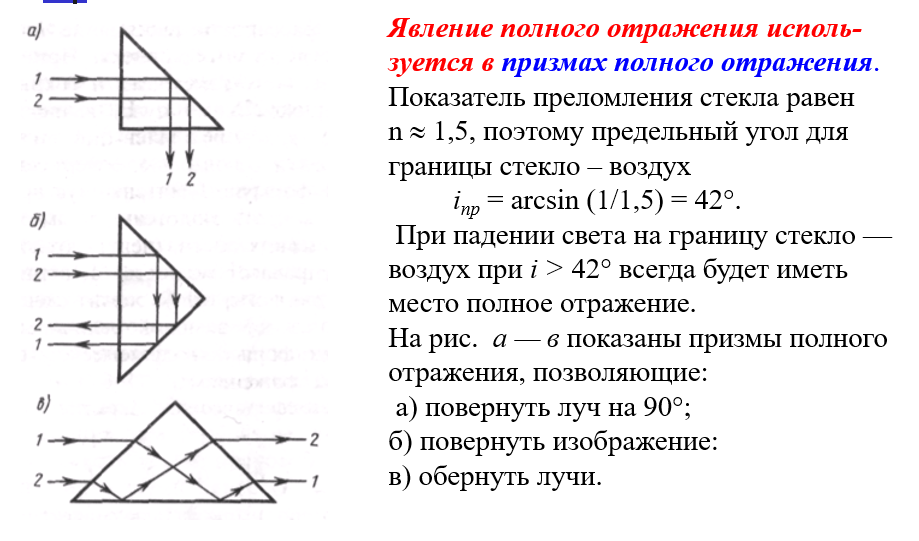 а)
1
2
1 2
б)
1
2
2
1
в)
1
2
2
1
Явление полного отражения исполь-
зуется в призмах полного отражения.
Показатель преломления стекла равен
n ≈ 1,5, поэтому предельный угол для
границы стекло – воздух
iпр = arcsin (1/1,5) = 42°.
При падении света на границу стекло —
воздух при i > 42° всегда будет иметь
место полное отражение.
На рис. а — в показаны призмы полного
отражения, позволяющие:
а) повернуть луч на 90°;
б) повернуть изображение:
в) обернуть лучи.